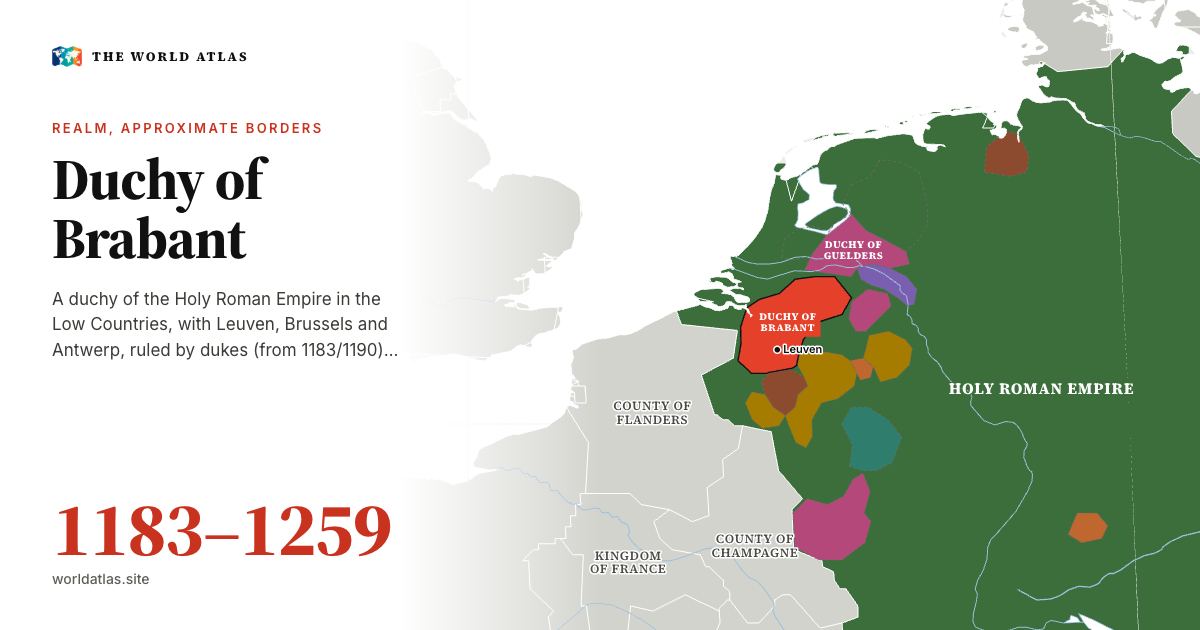 THE WORLD ATLAS
REALM, APPROXIMATE BORDERS
Duchy of
Brabant
A duchy of the Holy Roman Empire in the
Low Countries, with Leuven, Brussels and
Antwerp, ruled by dukes (from 1183/1190)...
1183–1259
worldatlas.site
DUCHY OF
GUELDERS
DUCHY OF
BRABANT
Leuven
HOLY ROMAN EMPIRE
COUNTY OF
FLANDERS
COUNTY OF
CHAMPAGNE
KINGDOM
OF FRANCE